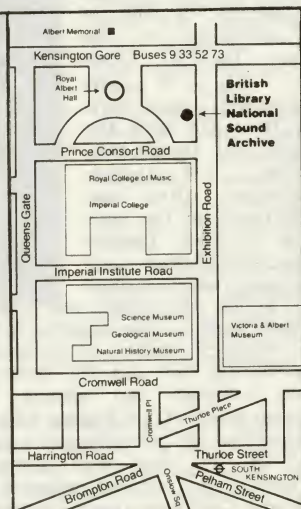 Albert Memorial
Kensington Gore Buses 9 33 52 73
Royal
Albert
Hall
British
Library
National
Sound
Archive
Prince Consort Road
Queens Gate
Royal College of Music
Imperial College
Exhibition Road
Imperial Institute Road
Science Museum
Geological Museum
Natural History Museum
Victoria & Albert
Museum
Cromwell Road
Cromwell Pl
Thurloe Place
Harrington Road
Thurloe Street
SOUTH
KENSINGTON
Brompton Road
Onslow Sq
Pelham Street